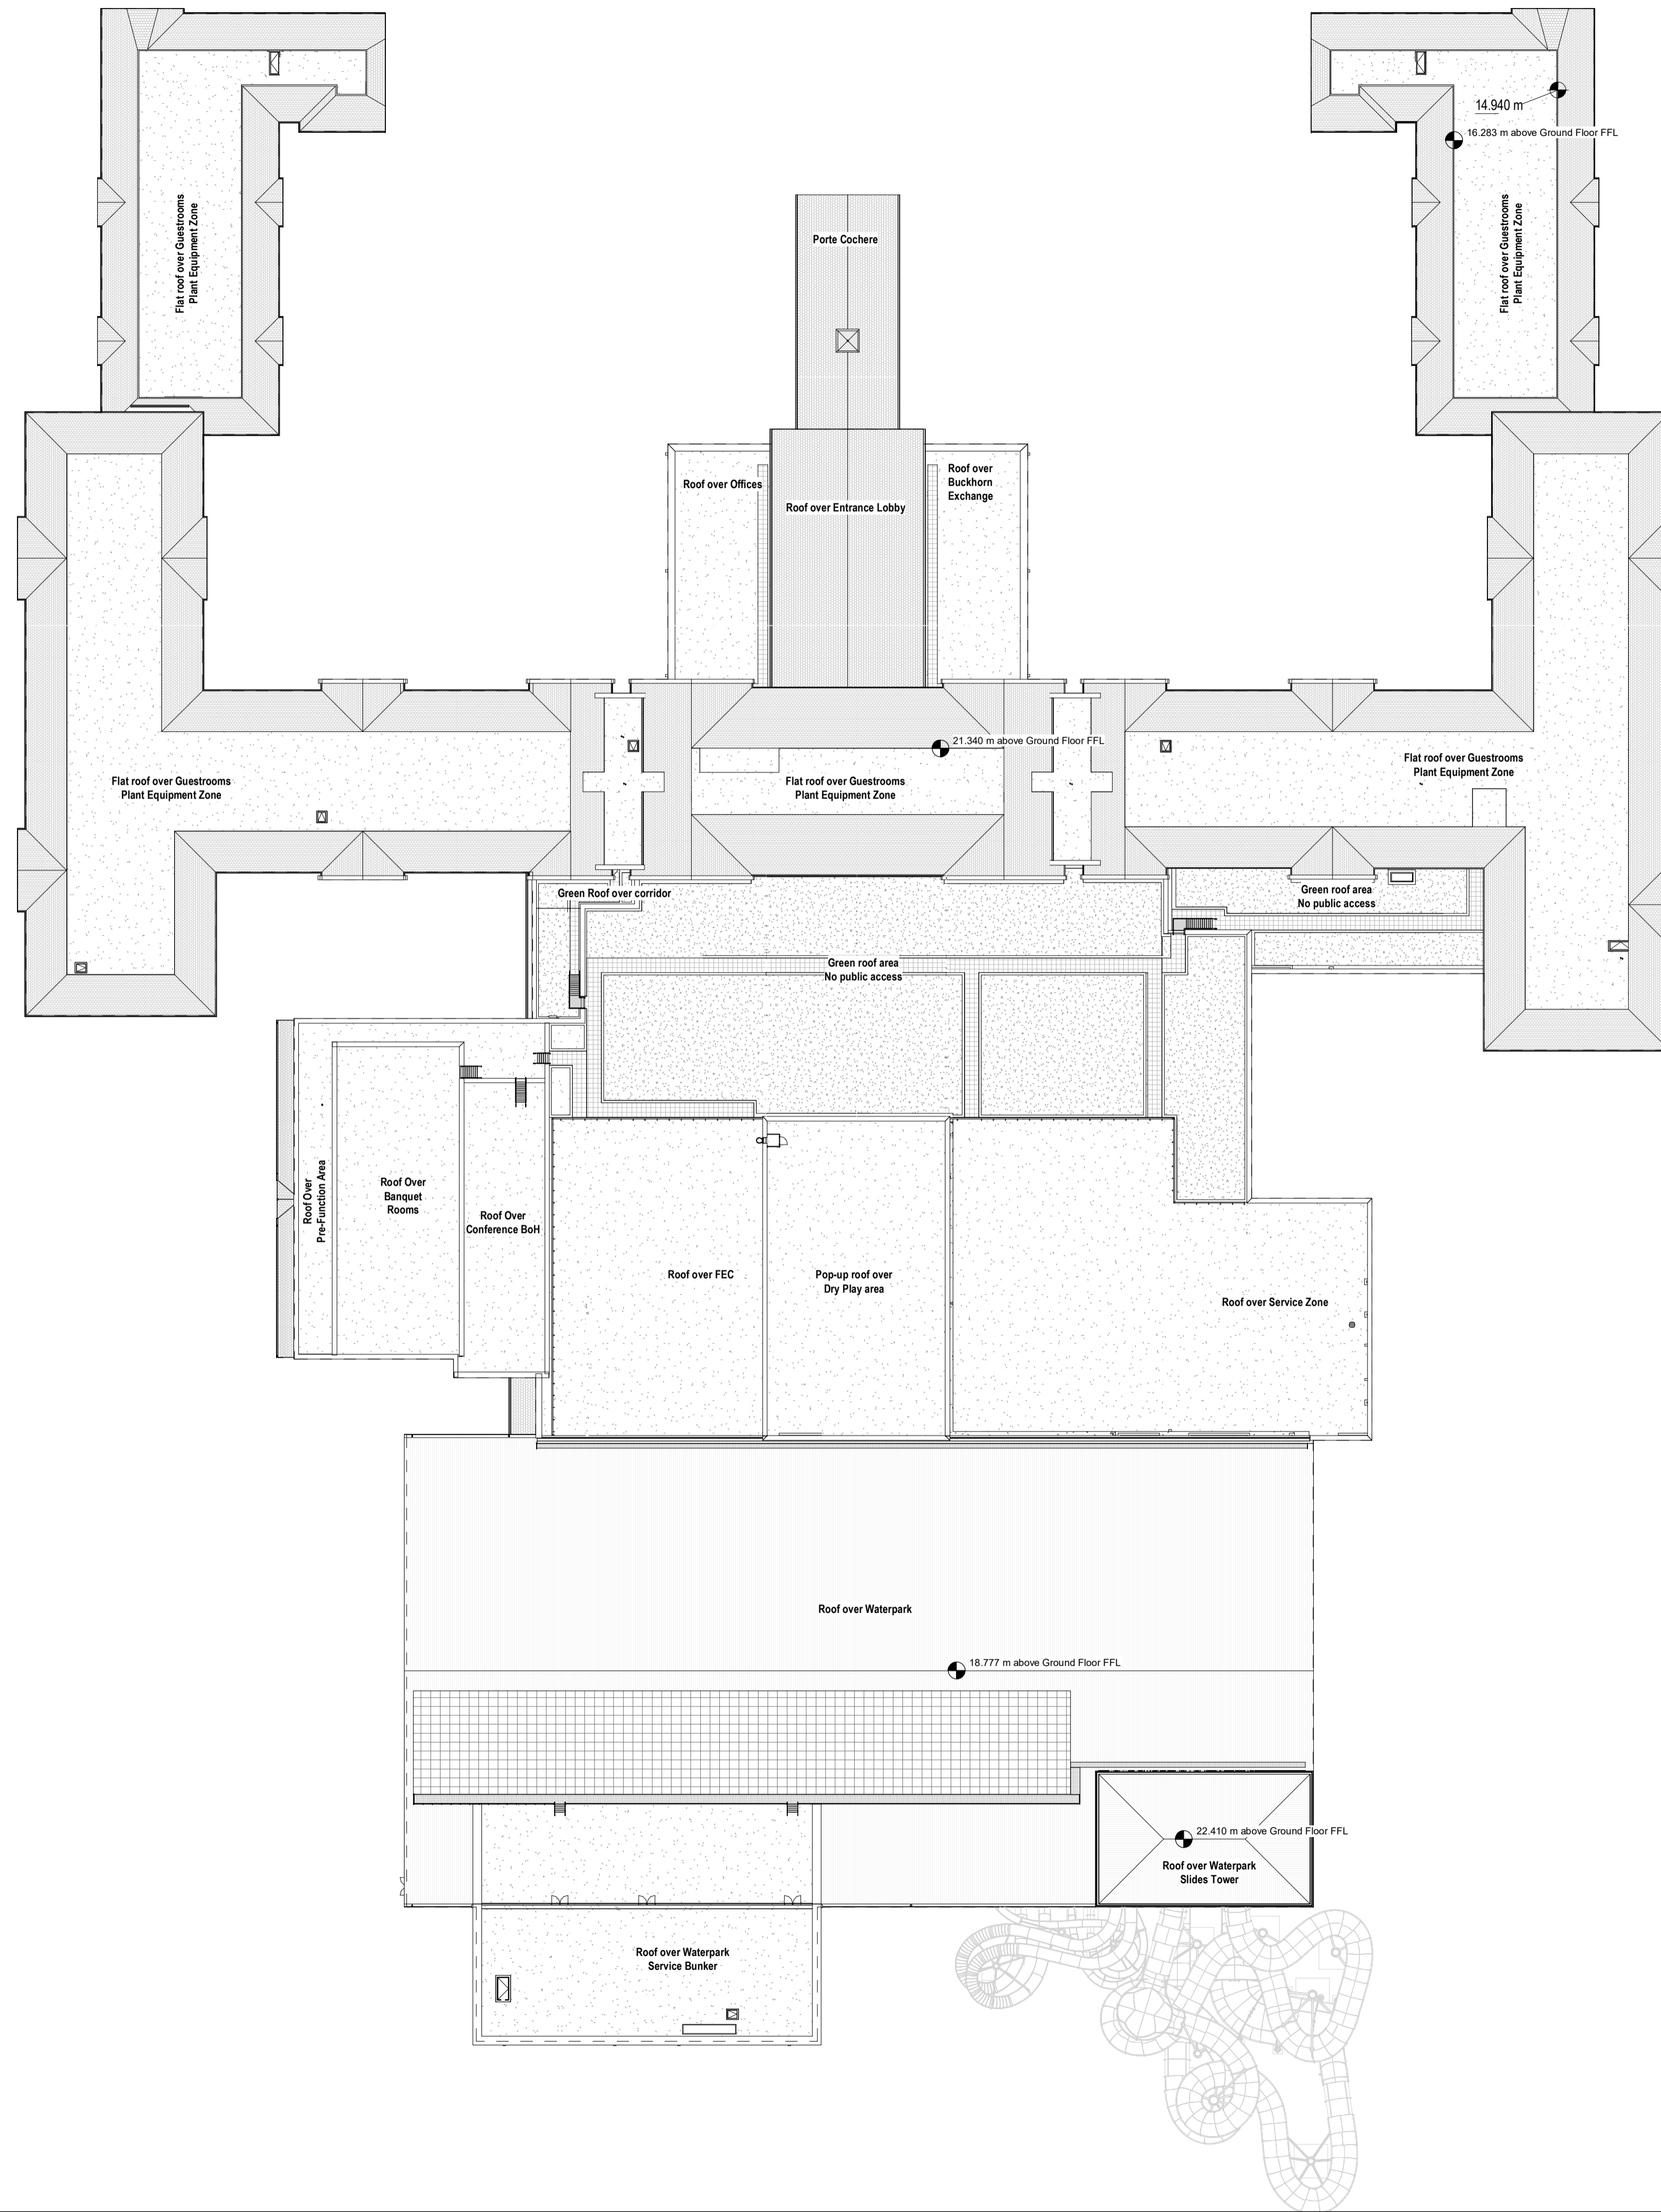 14.940 m
16.283 m above Ground Floor FFL
Flat roof over Guestrooms
Plant Equipment Zone
Flat roof over Guestrooms
Plant Equipment Zone
Porte Cochere
Roof over Offices
Roof over
Buckhorn
Exchange
Roof over Entrance Lobby
21.340 m above Ground Floor FFL
Flat roof over Guestrooms
Plant Equipment Zone
Flat roof over Guestrooms
Plant Equipment Zone
Flat roof over Guestrooms
Plant Equipment Zone
Green Roof over corridor
Green roof area
No public access
Green roof area
No public access
Roof Over
Pre-Function Area
Roof Over
Banquet
Rooms
Roof Over
Conference BoH
Roof over FEC
Pop-up roof over
Dry Play area
Roof over Service Zone
Roof over Waterpark
18.777 m above Ground Floor FFL
22.410 m above Ground Floor FFL
Roof over Waterpark
Slides Tower
Roof over Waterpark
Service Bunker